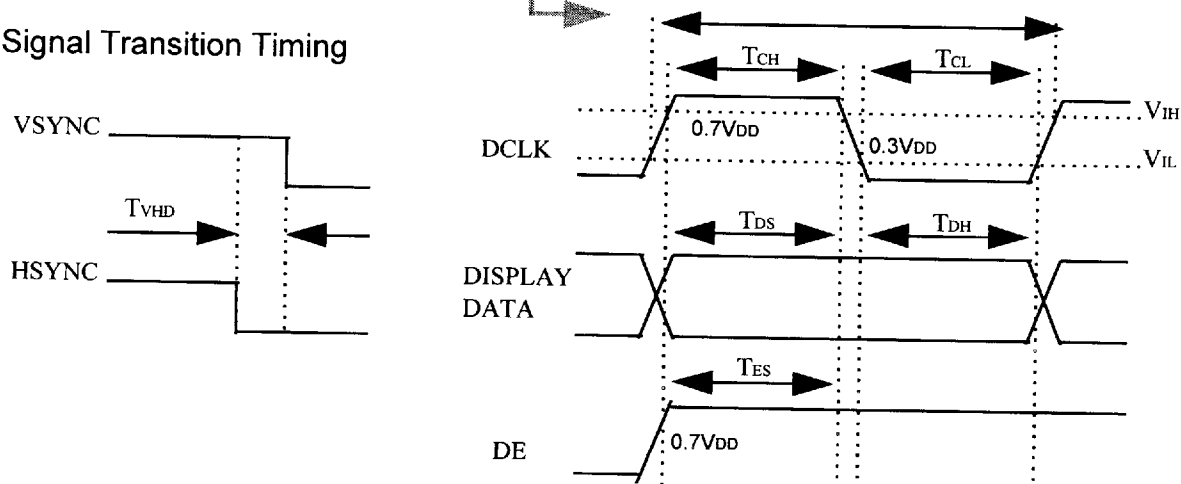 Signal Transition Timing
VSYNC
TVHD
HSYNC
TCH
TCL
VIH
0.7VDD
DCLK
0.3VDD
VIL
TDS
TDH
DISPLAY
DATA
TES
DE
0.7VDD